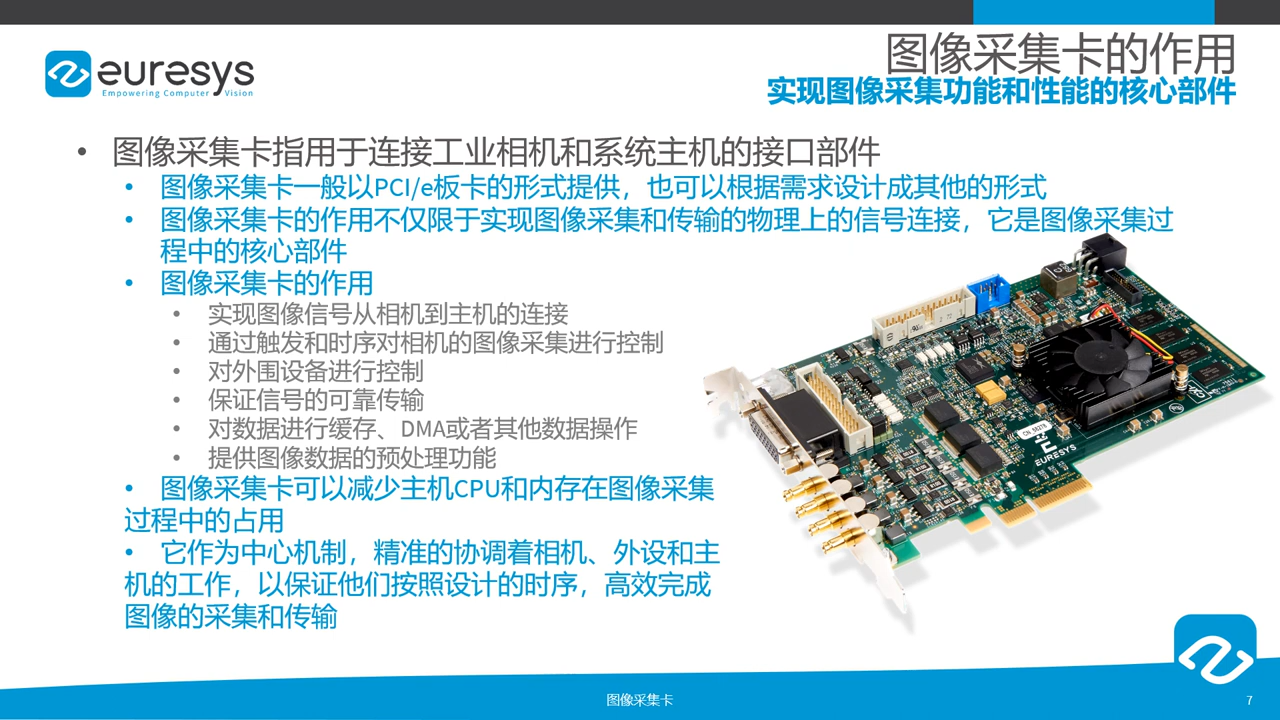 euresys
Empowering Computer Vision
图像采集卡的作用
实现图像采集功能和性能的核心部件
• 图像采集卡指用于连接工业相机和系统主机的接口部件
• 图像采集卡一般以PCI/e板卡的形式提供，也可以根据需求设计成其他的形式
• 图像采集卡的作用不仅限于实现图像采集和传输的物理上的信号连接，它是图像采集过
程中的核心部件
• 图像采集卡的作用
• 实现图像信号从相机到主机的连接
• 通过触发和时序对相机的图像采集进行控制
• 对外围设备进行控制
• 保证信号的可靠传输
• 对数据进行缓存、DMA或者其他数据操作
• 提供图像数据的预处理功能
• 图像采集卡可以减少主机CPU和内存在图像采集
过程中的占用
• 它作为中心机制，精准的协调着相机、外设和主
机的工作，以保证他们按照设计的时序，高效完成
图像的采集和传输
EURESYS
图像采集卡
7